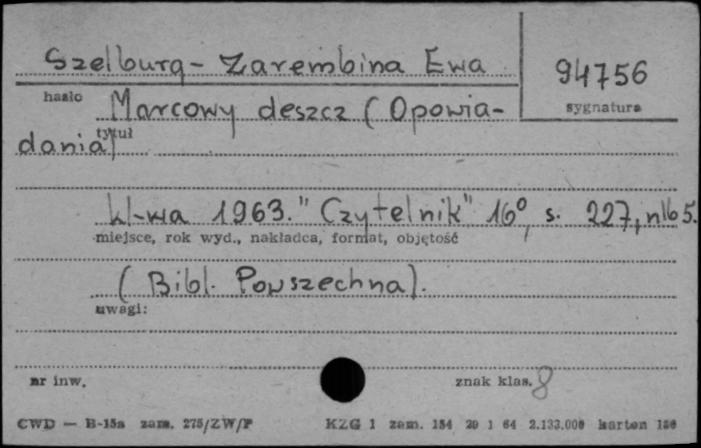 Szelburg-Zarembina Ewa
94756
hasło
sygnatura
Marcowy deszcz (Opowia-
tytuł
dania)
W-wa 1963. "Czytelnik" 16°, s. 227, nlb 5.
miejsce, rok wyd., nakładca, format, objętość
(Bibl. Powszechna).
uwagi:
nr inw.
znak klas. 8
CWD — B-15a zam. 275/ZW/P
KZG 1 zam. 184 29 1 64 2.133.000 karton